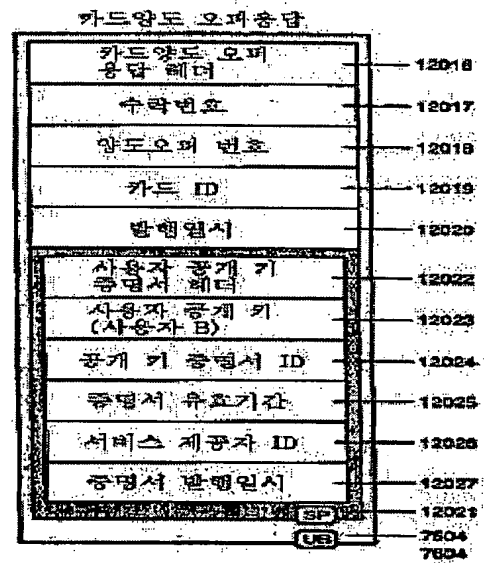 카드양도 오퍼응답
카드양도 오퍼
응답 헤더
12016
수락번호
12017
양도오퍼 번호
12018
카드 ID
12019
발행일시
12020
사용자 공개 키
증명서 헤더
12022
사용자 공개 키
(사용자 B)
12023
공개 키 증명서 ID
12024
증명서 유효기간
12025
서비스 제공자 ID
12026
증명서 발행일시
12027
SP
12021
UB
7604
7604